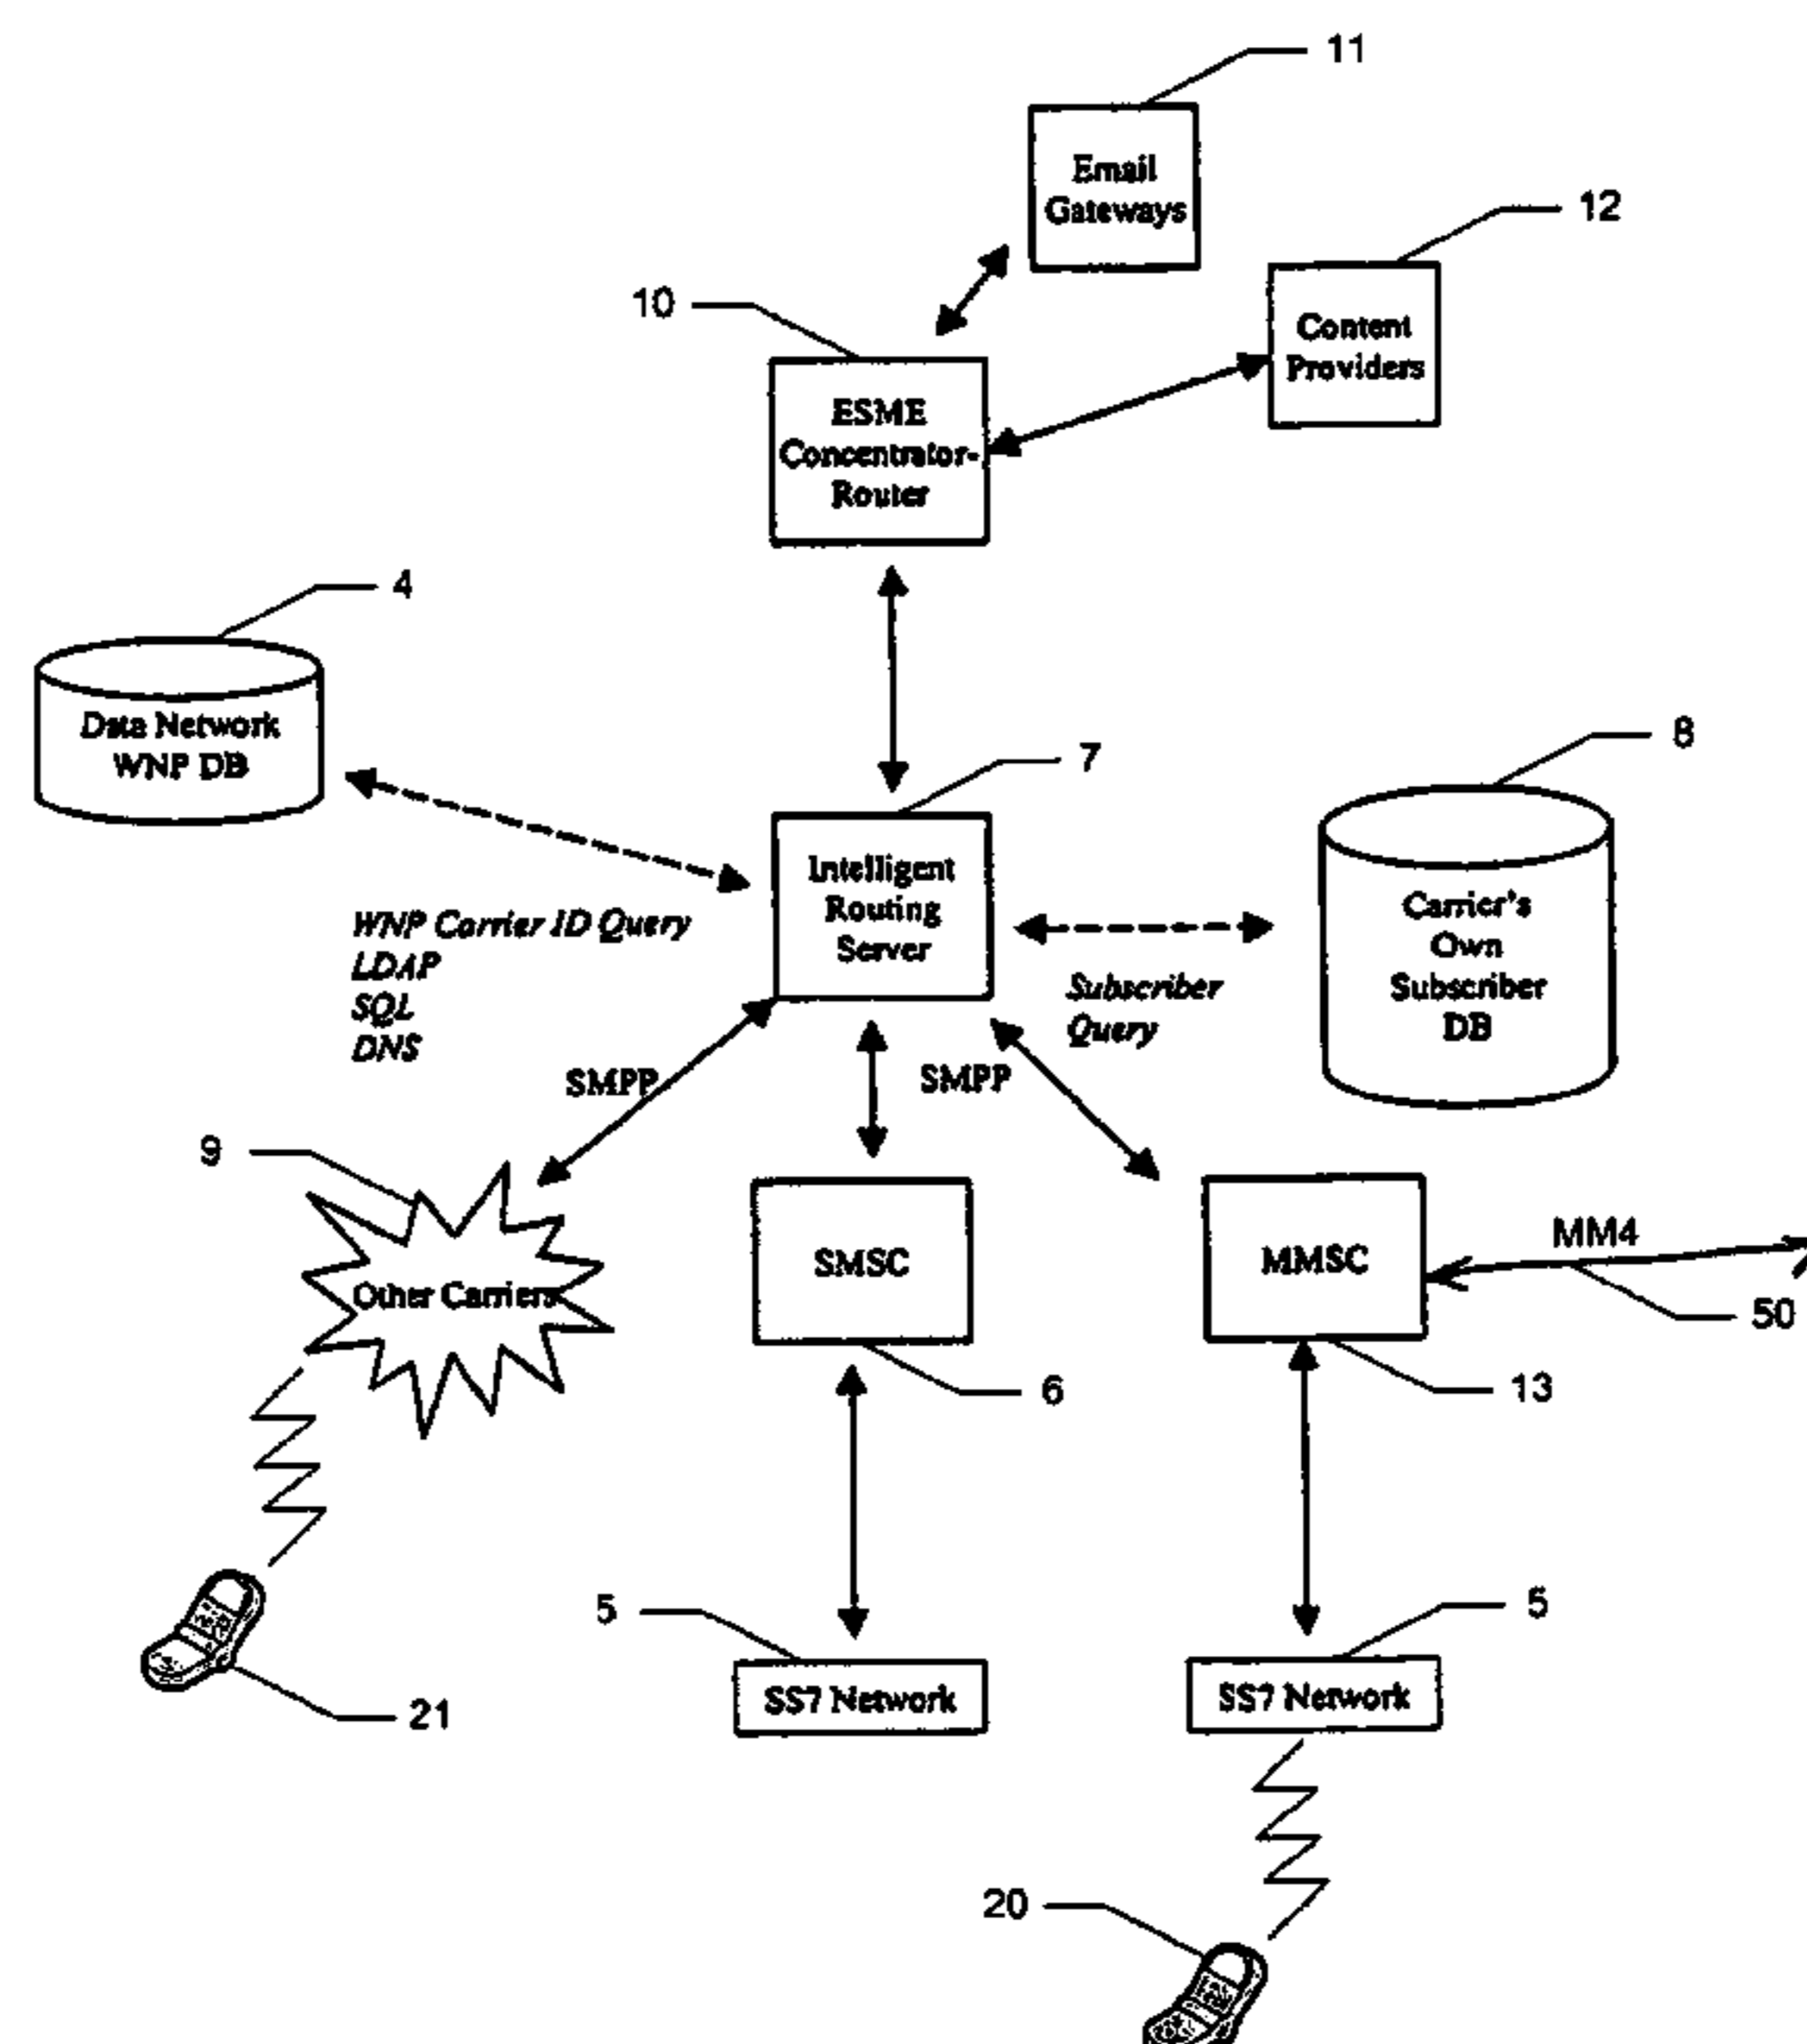 11
Email
Gateways
12
10
Content
Providers
ESME
Concentrator-
Router
4
Data Network
WNP DB
7
8
Intelligent
Routing
Server
Carrier's
Own
Subscriber
DB
WNP Carrier ID Query
LDAP
SQL
DNS
Subscriber
Query
SMPP
SMPP
9
Other Carriers
SMSC
MMSC
MM4
50
6
13
5
5
SS7 Network
SS7 Network
21
20